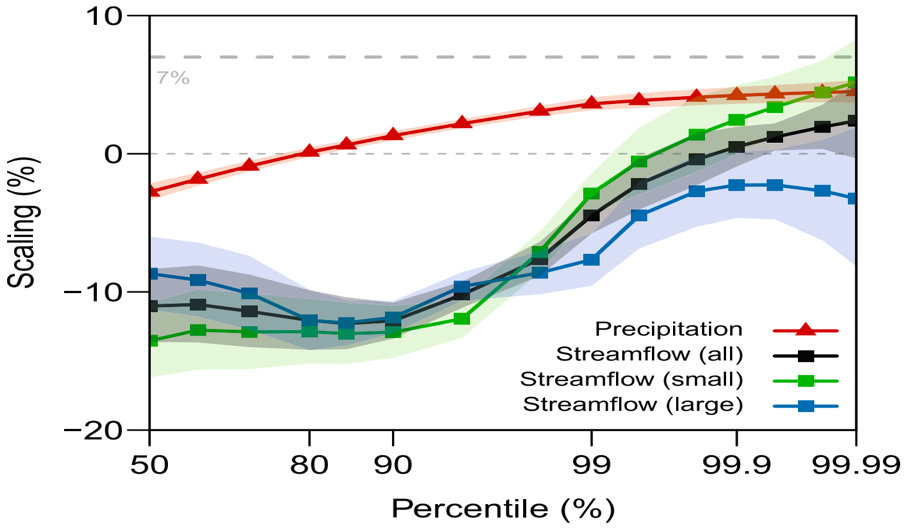 10
7%
0
−10
−20
Scaling (%)
Precipitation
Streamflow (all)
Streamflow (small)
Streamflow (large)
50 80 90 99 99.9 99.99
Percentile (%)